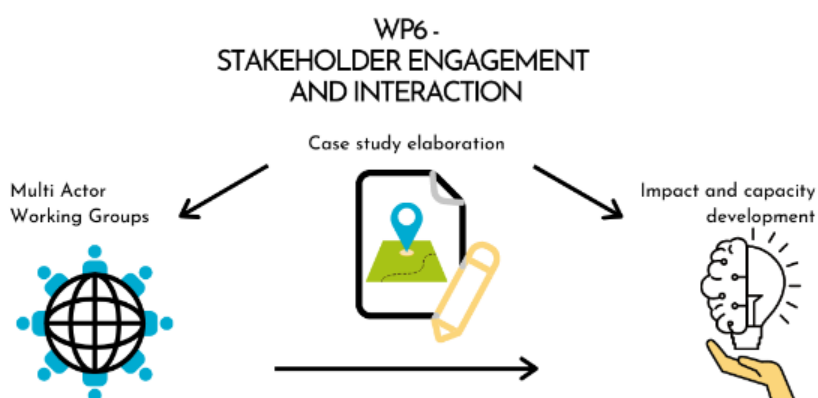 WP6 -
STAKEHOLDER ENGAGEMENT
AND INTERACTION
Case study elaboration
Multi Actor
Working Groups
Impact and capacity
development